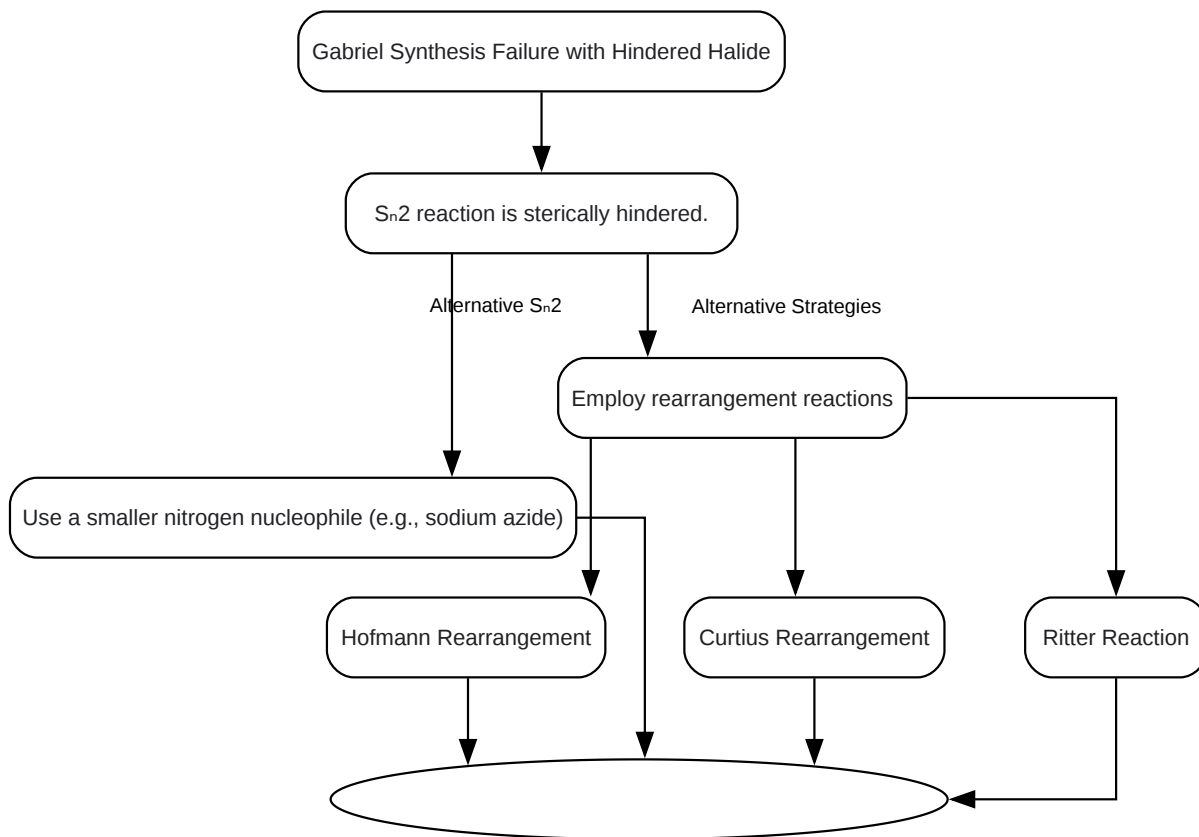 Gabriel Synthesis Failure with Hindered Halide
Sₙ2 reaction is sterically hindered.
Alternative Sₙ2
Alternative Strategies
Employ rearrangement reactions
Use a smaller nitrogen nucleophile (e.g., sodium azide)
Hofmann Rearrangement
Curtius Rearrangement
Ritter Reaction